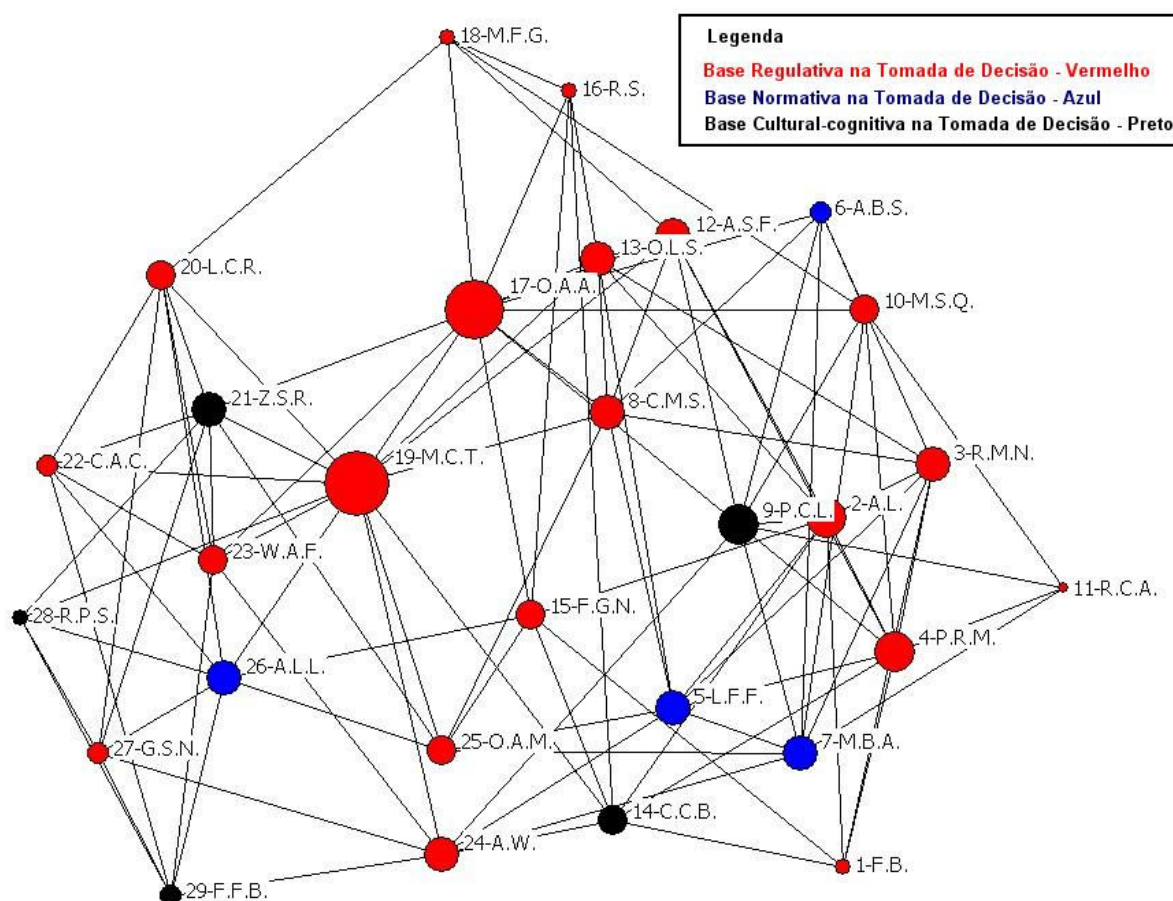 18-M.F.G.
Legenda
Base Regulativa na Tomada de Decisão - Vermelho
Base Normativa na Tomada de Decisão - Azul
Base Cultural-cognitiva na Tomada de Decisão - Preto
16-R.S.
6-A.B.S.
12-A.S.F.
13-O.L.S.
20-L.C.R.
17-O.A.A.
10-M.S.Q.
21-Z.S.R.
8-C.M.S.
22-C.A.C.
19-M.C.T.
3-R.M.N.
9-P.C.L.
2-A.L.
23-W.A.F.
11-R.C.A.
28-R.P.S.
15-F.G.N.
4-P.R.M.
26-A.L.L.
5-L.F.F.
27-G.S.N.
25-O.A.M.
7-M.B.A.
14-C.C.B.
24-A.W.
1-F.B.
29-F.F.B.